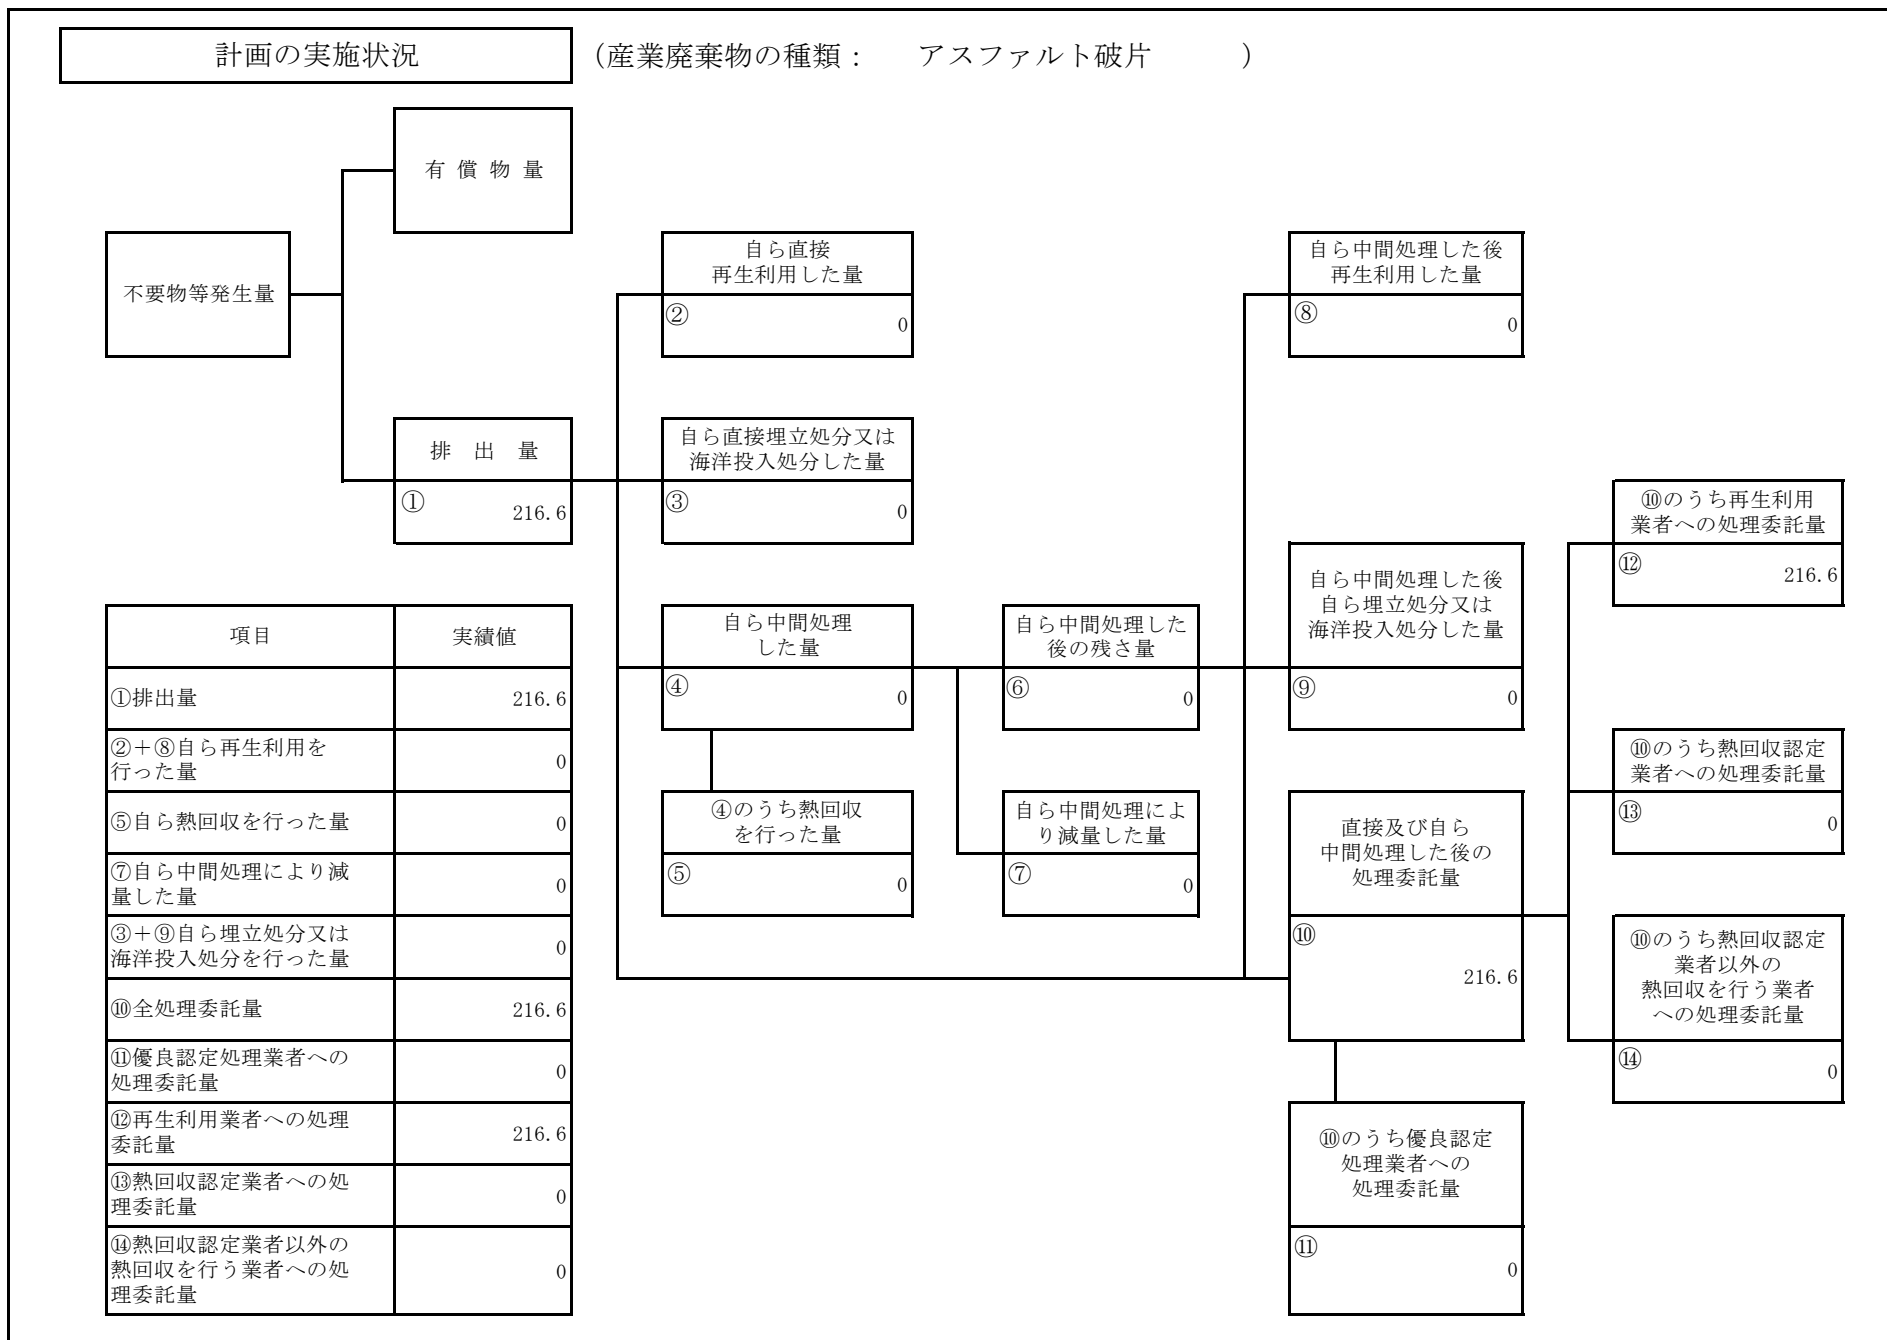 計画の実施状況
（産業廃棄物の種類： アスファルト破片 ）
有 償 物 量
不要物等発生量
自ら直接
再生利用した量
②
0
自ら中間処理した後
再生利用した量
⑧
0
排 出 量
①
216.6
自ら直接埋立処分又は
海洋投入処分した量
③
0
⑩のうち再生利用
業者への処理委託量
⑫
216.6
自ら中間処理
した量
④
0
自ら中間処理した
後の残さ量
⑥
0
自ら中間処理した後
自ら埋立処分又は
海洋投入処分した量
⑨
0
⑩のうち熱回収認定
業者への処理委託量
⑬
0
④のうち熱回収
を行った量
⑤
0
自ら中間処理によ
り減量した量
⑦
0
直接及び自ら
中間処理した後の
処理委託量
⑩
216.6
⑩のうち熱回収認定
業者以外の
熱回収を行う業者
への処理委託量
⑭
0
⑩のうち優良認定
処理業者への
処理委託量
⑪
0
項目 実績値
①排出量 216.6
②＋⑧自ら再生利用を
行った量 0
⑤自ら熱回収を行った量 0
⑦自ら中間処理により減
量した量 0
③＋⑨自ら埋立処分又は
海洋投入処分を行った量 0
⑩全処理委託量 216.6
⑪優良認定処理業者への
処理委託量 0
⑫再生利用業者への処理
委託量 216.6
⑬熱回収認定業者への処
理委託量 0
⑭熱回収認定業者以外の
熱回収を行う業者への処
理委託量 0